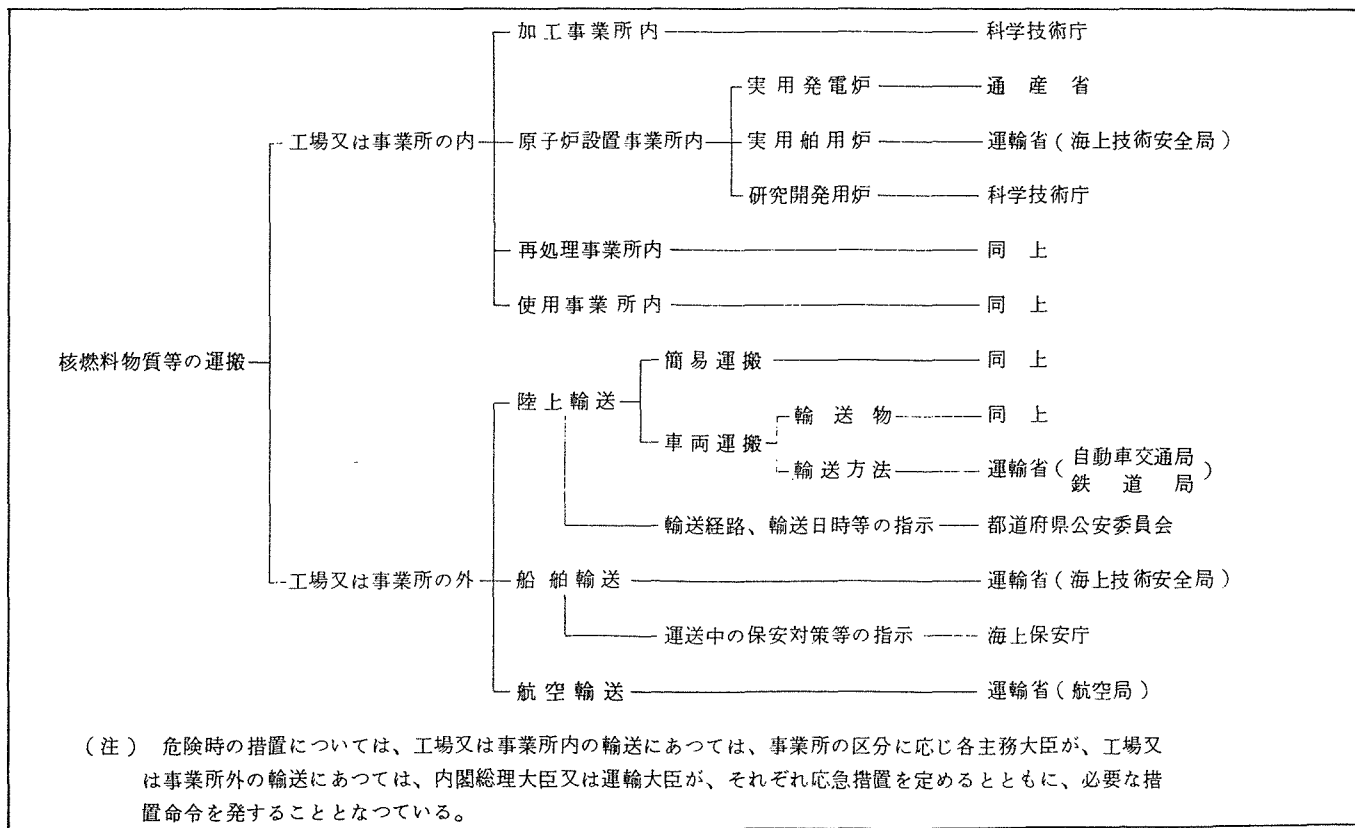 加工事業所内 科学技術庁
実用発電炉 通産省
工場又は事業所の内 原子炉設置事業所内 実用舶用炉 運輸省(海上技術安全局)
研究開発用炉 科学技術庁
再処理事業所内 同上
使用事業所内 同上
核燃料物質等の運搬 簡易運搬 同上
陸上輸送 輸送物 同上
車両運搬
輸送方法 運輸省(自動車交通局 鉄道局)
輸送経路、輸送日時等の指示 都道府県公安委員会
工場又は事業所の外 船舶輸送 運輸省(海上技術安全局)
運送中の保安対策等の指示 海上保安庁
航空輸送 運輸省(航空局)
(注) 危険時の措置については、工場又は事業所内の輸送にあつては、事業所の区分に応じ各主務大臣が、工場又
は事業所外の輸送にあつては、内閣総理大臣又は運輸大臣が、それぞれ応急措置を定めるとともに、必要な措
置命令を発することとなつている。